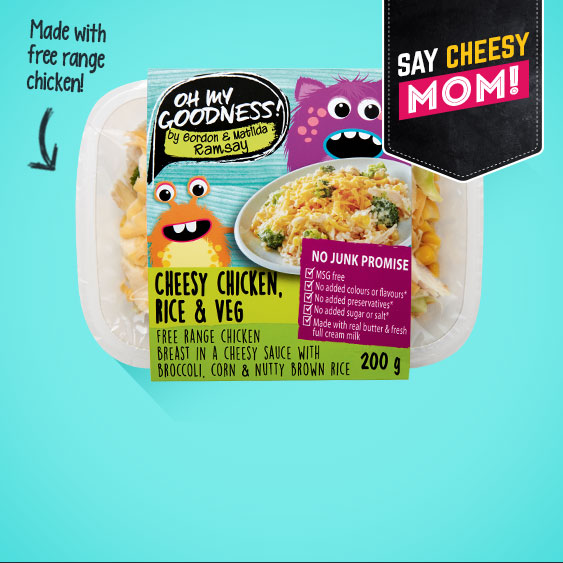 Made with
free range
chicken!
SAY CHEESY
MOM!
OH MY
GOODNESS!
by Gordon & Matilda
Ramsay
NO JUNK PROMISE
MSG free
No added colours or flavours*
No added preservatives*
No added sugar or salt*
Made with real butter & fresh
full cream milk
CHEESY CHICKEN,
RICE & VEG
FREE RANGE CHICKEN
BREAST IN A CHEESY SAUCE WITH
BROCCOLI, CORN & NUTTY BROWN RICE
200 g